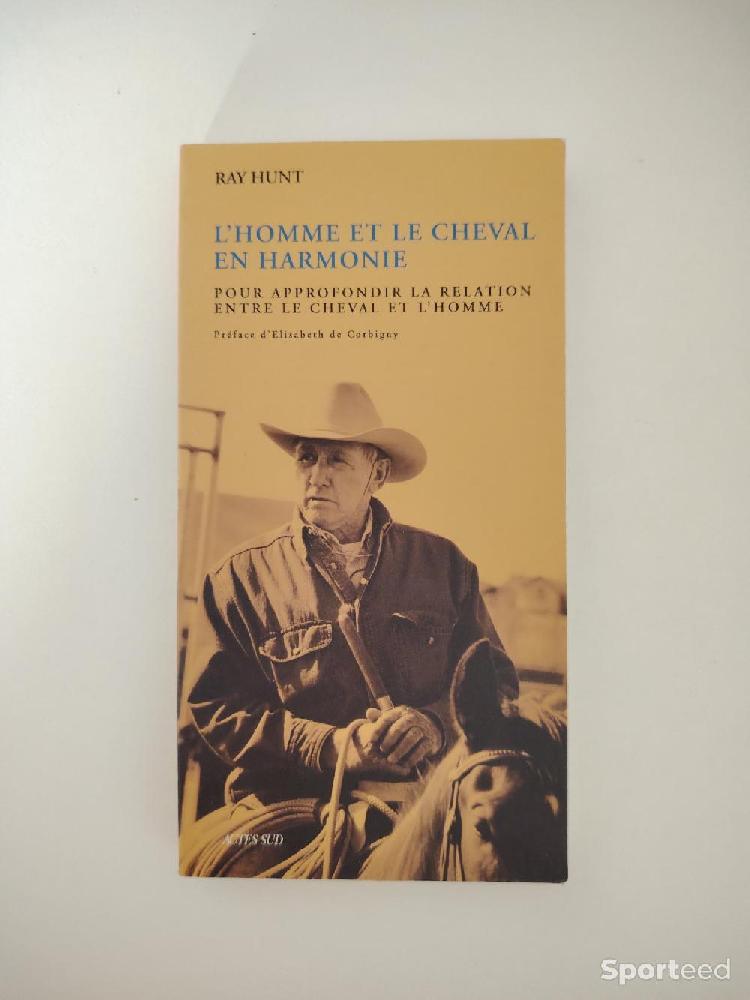 RAY HUNT
L'HOMME ET LE CHEVAL
EN HARMONIE
POUR APPROFONDIR LA RELATION
ENTRE LE CHEVAL ET L'HOMME
Préface d'Elisabeth de Corbigny
ACTES SUD
Sporteed